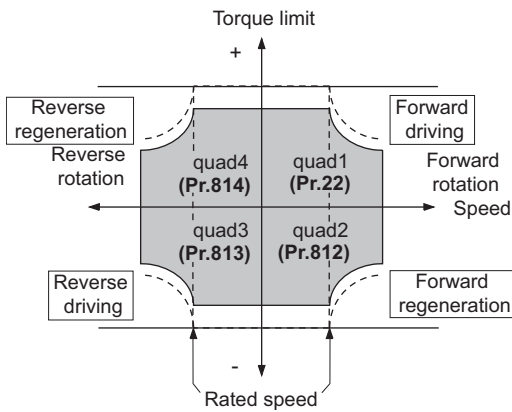 Torque limit
+
Reverse
regeneration
Forward
driving
Reverse
rotation
quad4
(Pr.814)
quad1
(Pr.22)
Forward
rotation
Speed
quad3
(Pr.813)
quad2
(Pr.812)
Reverse
driving
Forward
regeneration
-
Rated speed